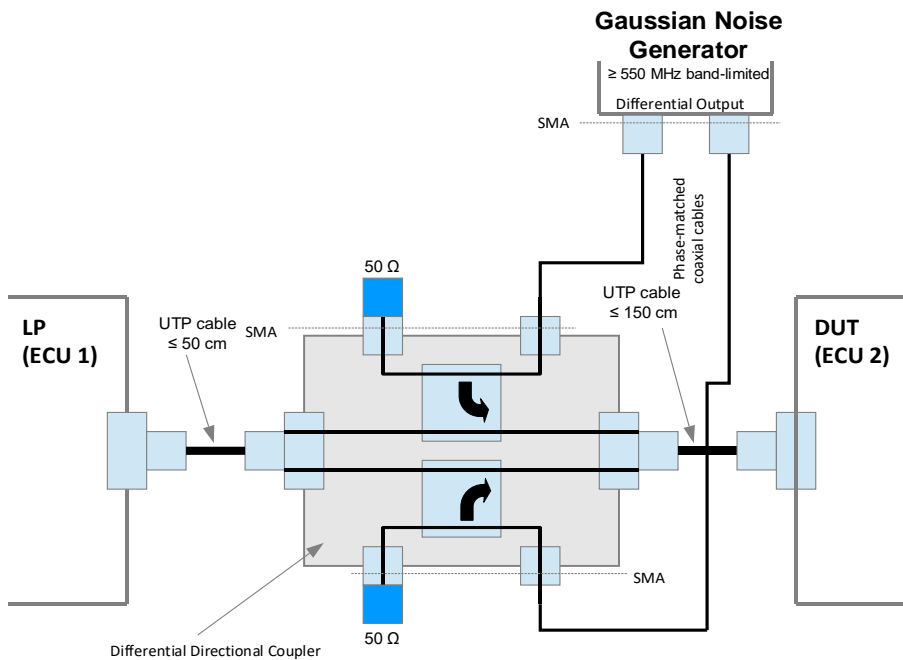 Gaussian Noise
Generator
≥ 550 MHz band-limited
Differential Output
SMA
Phase-matched
coaxial cables
50 Ω
UTP cable
≤ 150 cm
LP
(ECU 1)
UTP cable
≤ 50 cm
SMA
DUT
(ECU 2)
SMA
50 Ω
Differential Directional Coupler